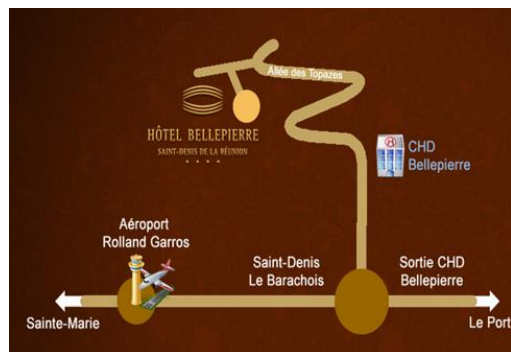 Allée des Topazes
HÔTEL BELLEPIERRE
SAINT-DENIS DE LA RÉUNION
CHD
Bellepierre
Aéroport
Rolland Garros
Saint-Denis
Le Barachois
Sortie CHD
Bellepierre
Sainte-Marie
Le Port